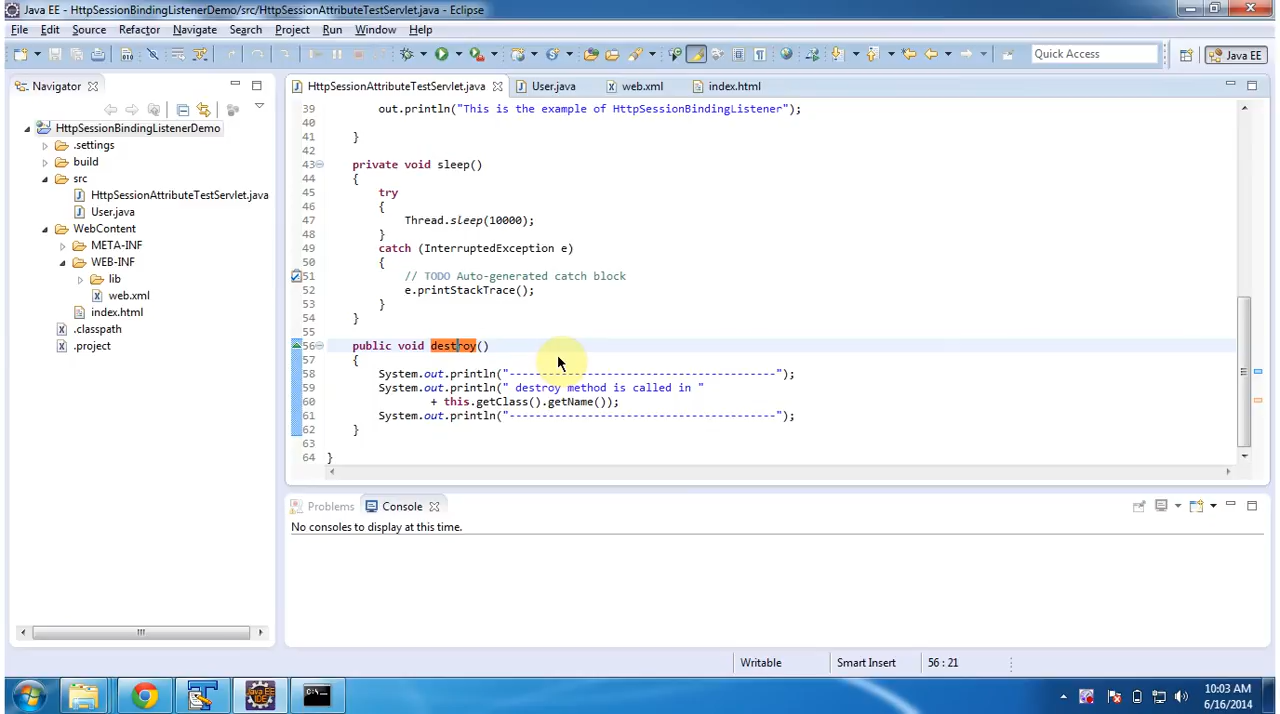 Java EE - HttpSessionBindingListenerDemo/src/HttpSessionAttributeTestServlet.java - Eclipse
File Edit Source Refactor Navigate Search Project Run Window Help
Quick Access
Java EE
Navigator
HttpSessionBindingListenerDemo
.settings
build
src
HttpSessionAttributeTestServlet.java
User.java
WebContent
META-INF
WEB-INF
lib
web.xml
index.html
.classpath
.project
HttpSessionAttributeTestServlet.java User.java web.xml index.html
39 out.println("This is the example of HttpSessionBindingListener");
40
41 }
42
43 private void sleep()
44 {
45 try
46 {
47 Thread.sleep(10000);
48 }
49 catch (InterruptedException e)
50 {
51 // TODO Auto-generated catch block
52 e.printStackTrace();
53 }
54 }
55
56 public void destroy()
57 {
58 System.out.println("-----------------------------------------");
59 System.out.println(" destroy method is called in "
60 + this.getClass().getName());
61 System.out.println("-----------------------------------------");
62 }
63
64 }
Problems Console
No consoles to display at this time.
Writable Smart Insert 56 : 21
Java EE
IDE
10:03 AM
6/16/2014